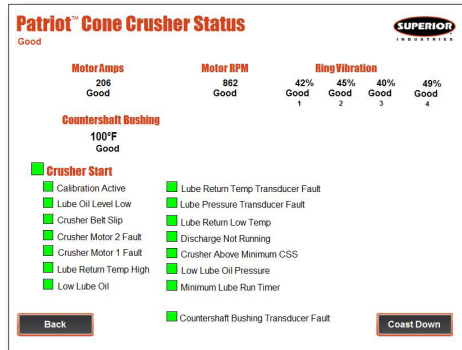 Patriot™ Cone Crusher Status
SUPERIOR
INDUSTRIES
Good
Motor Amps Motor RPM Ring Vibration
206 862 42% 45% 40% 49%
Good Good Good Good Good Good
1 2 3 4
Countershaft Bushing
100°F
Good
Crusher Start
Calibration Active Lube Return Temp Transducer Fault
Lube Oil Level Low Lube Pressure Transducer Fault
Crusher Belt Slip Lube Return Low Temp
Crusher Motor 2 Fault Discharge Not Running
Crusher Motor 1 Fault Crusher Above Minimum CSS
Lube Return Temp High Low Lube Oil Pressure
Low Lube Oil Minimum Lube Run Timer
Countershaft Bushing Transducer Fault
Back Coast Down